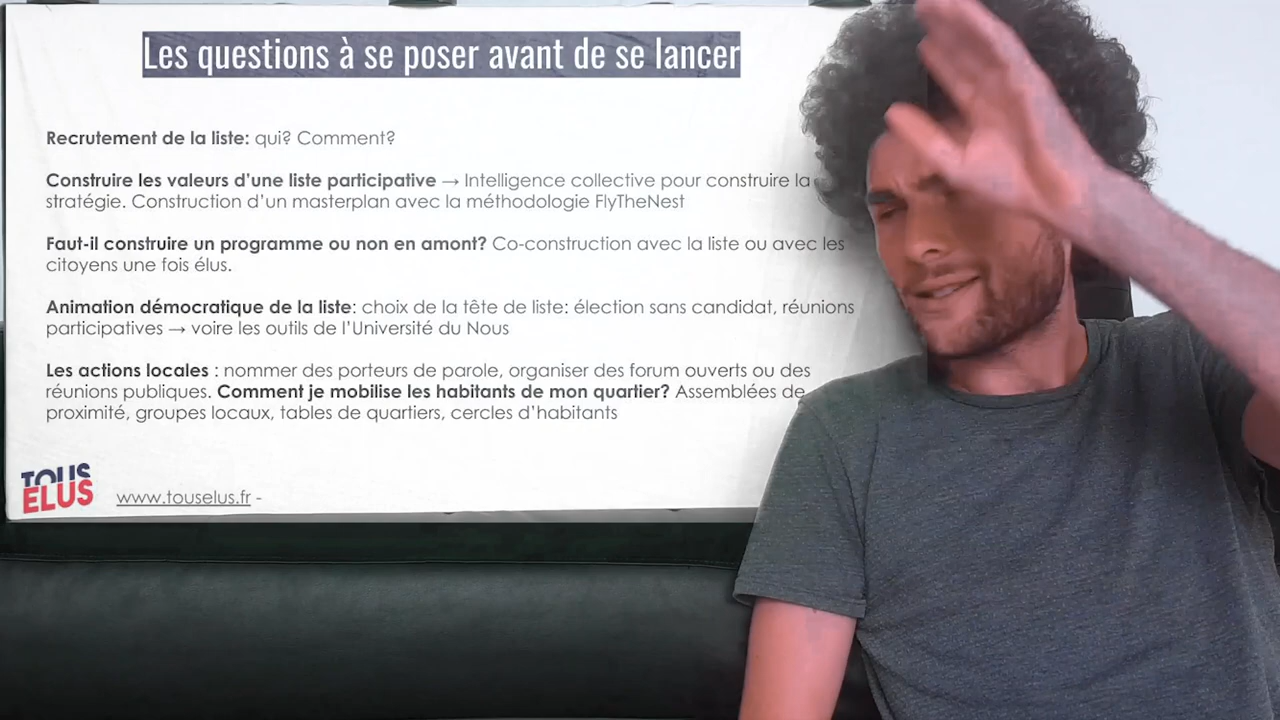 Les questions à se poser avant de se lancer
Recrutement de la liste: qui? Comment?
Construire les valeurs d'une liste participative → Intelligence collective pour construire la
stratégie. Construction d'un masterplan avec la méthodologie FlyTheNest
Faut-il construire un programme ou non en amont? Co-construction avec la liste ou avec les
citoyens une fois élus.
Animation démocratique de la liste: choix de la tête de liste: élection sans candidat, réunions
participatives → voire les outils de l'Université du Nous
Les actions locales : nommer des porteurs de parole, organiser des forum ouverts ou des
réunions publiques. Comment je mobilise les habitants de mon quartier? Assemblées de
proximité, groupes locaux, tables de quartiers, cercles d'habitants
TOUS
ELUS
www.touselus.fr -